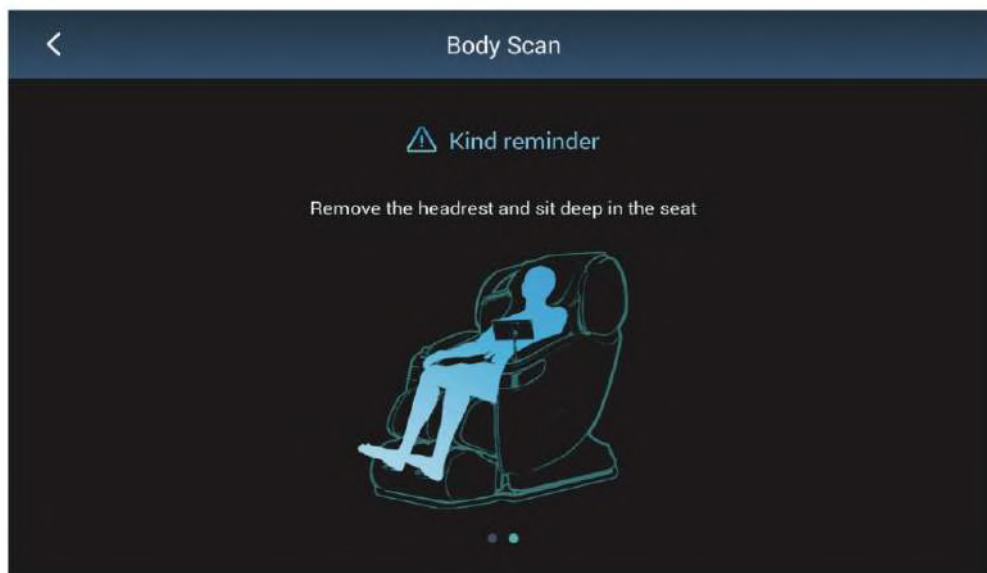 Body Scan
Kind reminder
Remove the headrest and sit deep in the seat